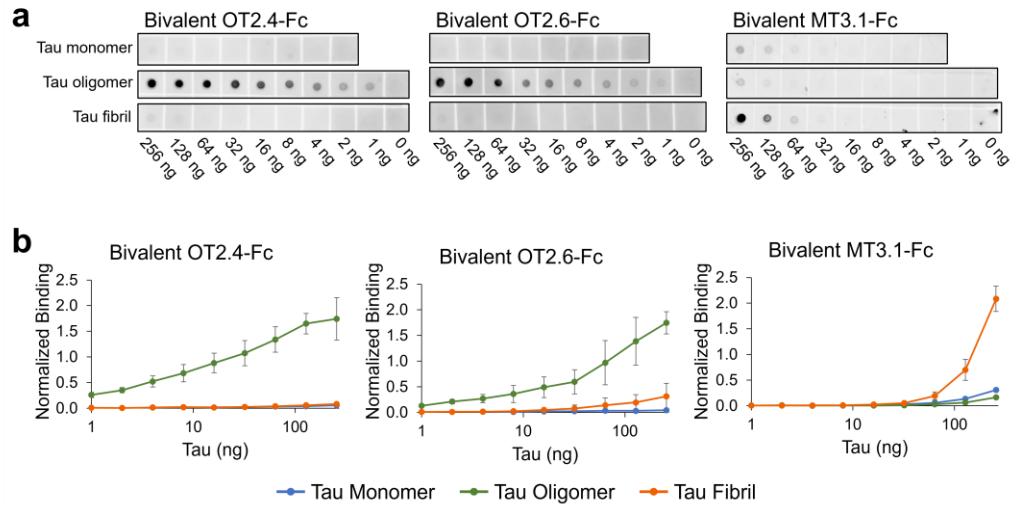 a
Bivalent OT2.4-Fc Bivalent OT2.6-Fc Bivalent MT3.1-Fc
Tau monomer
Tau oligomer
Tau fibril
256 ng 128 ng 64 ng 32 ng 16 ng 8 ng 4 ng 2 ng 1 ng 0 ng
256 ng 128 ng 64 ng 32 ng 16 ng 8 ng 4 ng 2 ng 1 ng 0 ng
256 ng 128 ng 64 ng 32 ng 16 ng 8 ng 4 ng 2 ng 1 ng 0 ng
b
Bivalent OT2.4-Fc
Normalized Binding
2.5
2.0
1.5
1.0
0.5
0.0
1 10 100
Tau (ng)
Bivalent OT2.6-Fc
Normalized Binding
2.5
2.0
1.5
1.0
0.5
0.0
1 10 100
Tau (ng)
Bivalent MT3.1-Fc
Normalized Binding
2.5
2.0
1.5
1.0
0.5
0.0
1 10 100
Tau (ng)
Tau Monomer Tau Oligomer Tau Fibril